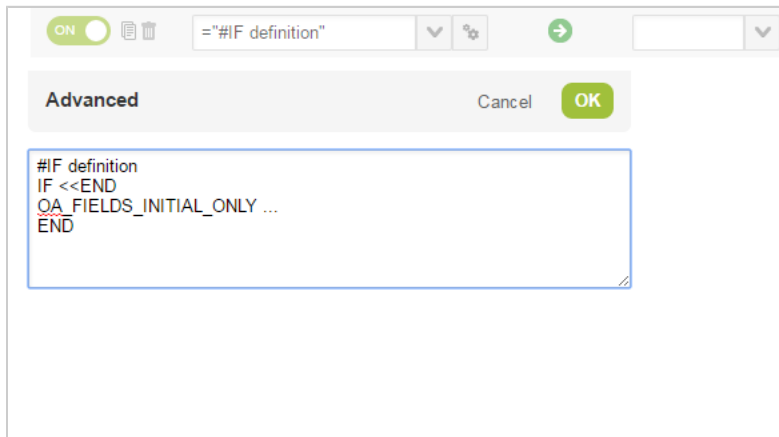 ON
="#IF definition"
Advanced
Cancel
OK
#IF definition
IF <<END
OA_FIELDS_INITIAL_ONLY ...
END